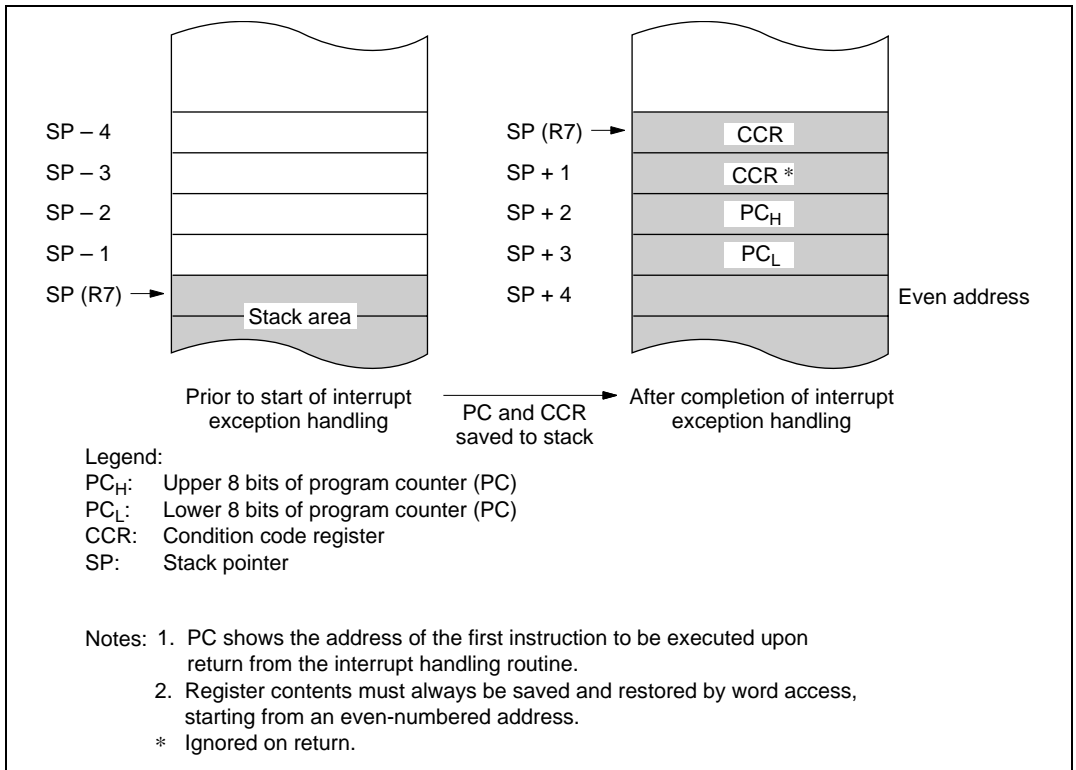 SP – 4
SP – 3
SP – 2
SP – 1
SP (R7)
Stack area
SP (R7)
SP + 1
SP + 2
SP + 3
SP + 4
CCR
CCR *
PCH
PCL
Even address
Prior to start of interrupt
exception handling
PC and CCR
saved to stack
After completion of interrupt
exception handling
Legend:
PCH: Upper 8 bits of program counter (PC)
PCL: Lower 8 bits of program counter (PC)
CCR: Condition code register
SP: Stack pointer
Notes: 1. PC shows the address of the first instruction to be executed upon
return from the interrupt handling routine.
2. Register contents must always be saved and restored by word access,
starting from an even-numbered address.
* Ignored on return.